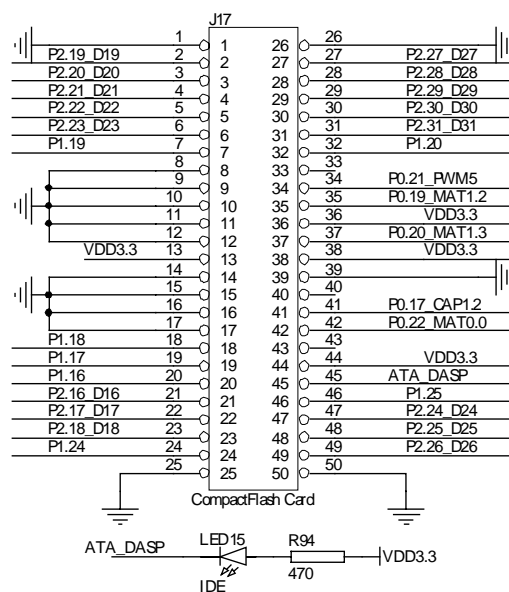 J17
1 1 26 26
P2.19_D19 2 2 27 27 P2.27_D27
P2.20_D20 3 3 28 28 P2.28_D28
P2.21_D21 4 4 29 29 P2.29_D29
P2.22_D22 5 5 30 30 P2.30_D30
P2.23_D23 6 6 31 31 P2.31_D31
P1.19 7 7 32 32 P1.20
8 8 33 33
9 9 34 34 P0.21_PWM5
10 10 35 35 P0.19_MAT1.2
11 11 36 36 VDD3.3
12 12 37 37 P0.20_MAT1.3
VDD3.3 13 13 38 38 VDD3.3
14 14 39 39
15 15 40 40
16 16 41 41 P0.17_CAP1.2
17 17 42 42 P0.22_MAT0.0
P1.18 18 18 43 43
P1.17 19 19 44 44 VDD3.3
P1.16 20 20 45 45 ATA_DASP
P2.16_D16 21 21 46 46 P1.25
P2.17_D17 22 22 47 47 P2.24_D24
P2.18_D18 23 23 48 48 P2.25_D25
P1.24 24 24 49 49 P2.26_D26
25 25 50 50
CompactFlash Card
ATA_DASP LED15 R94 VDD3.3
IDE 470